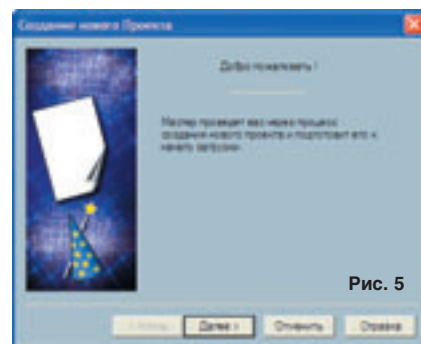 Создание нового Проекта
Добро пожаловать !
Мастер проведет вас через процесс
создания нового проекта и подготовит его к
началу загрузки.
Рис. 5
< Назад
Далее >
Отменить
Справка